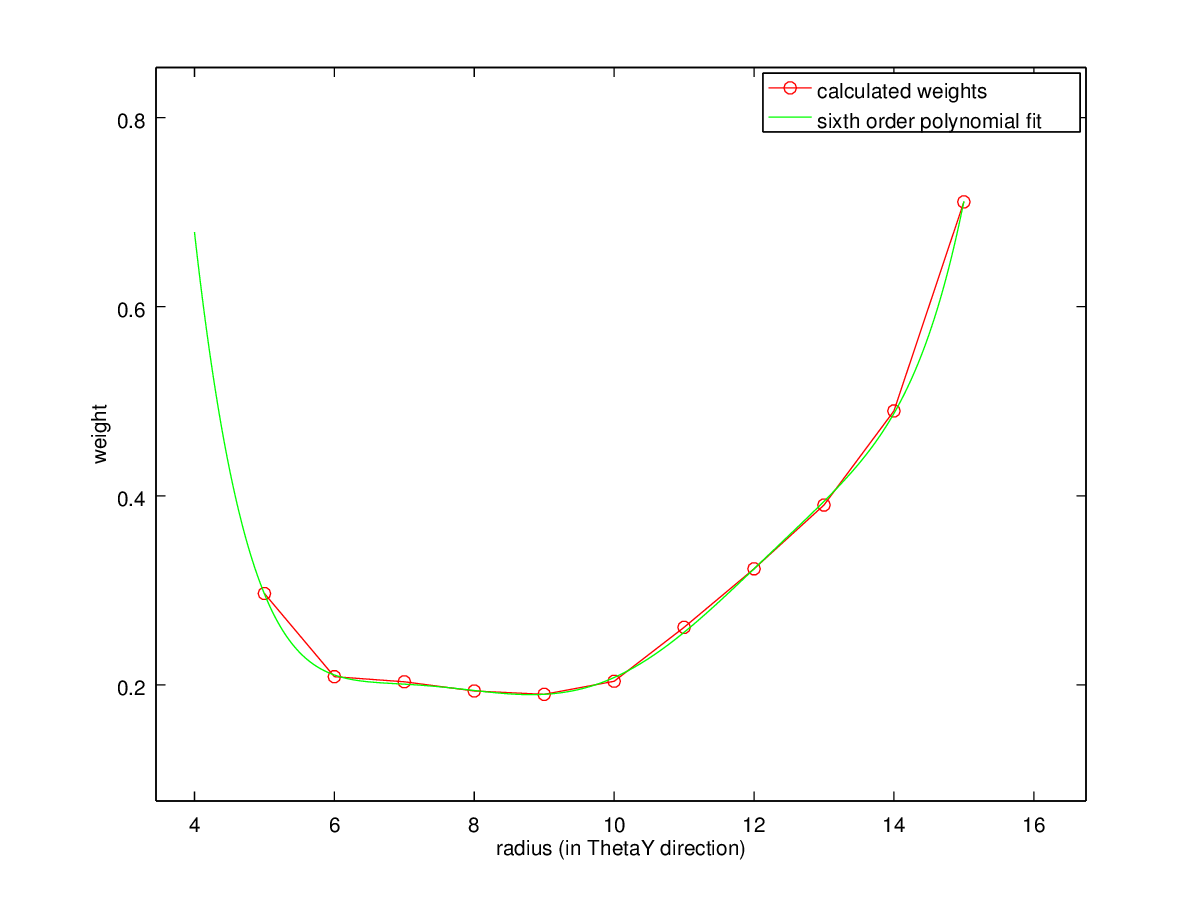 calculated weights
sixth order polynomial fit
0.8
0.6
0.4
0.2
weight
4 6 8 10 12 14 16
radius (in ThetaY direction)